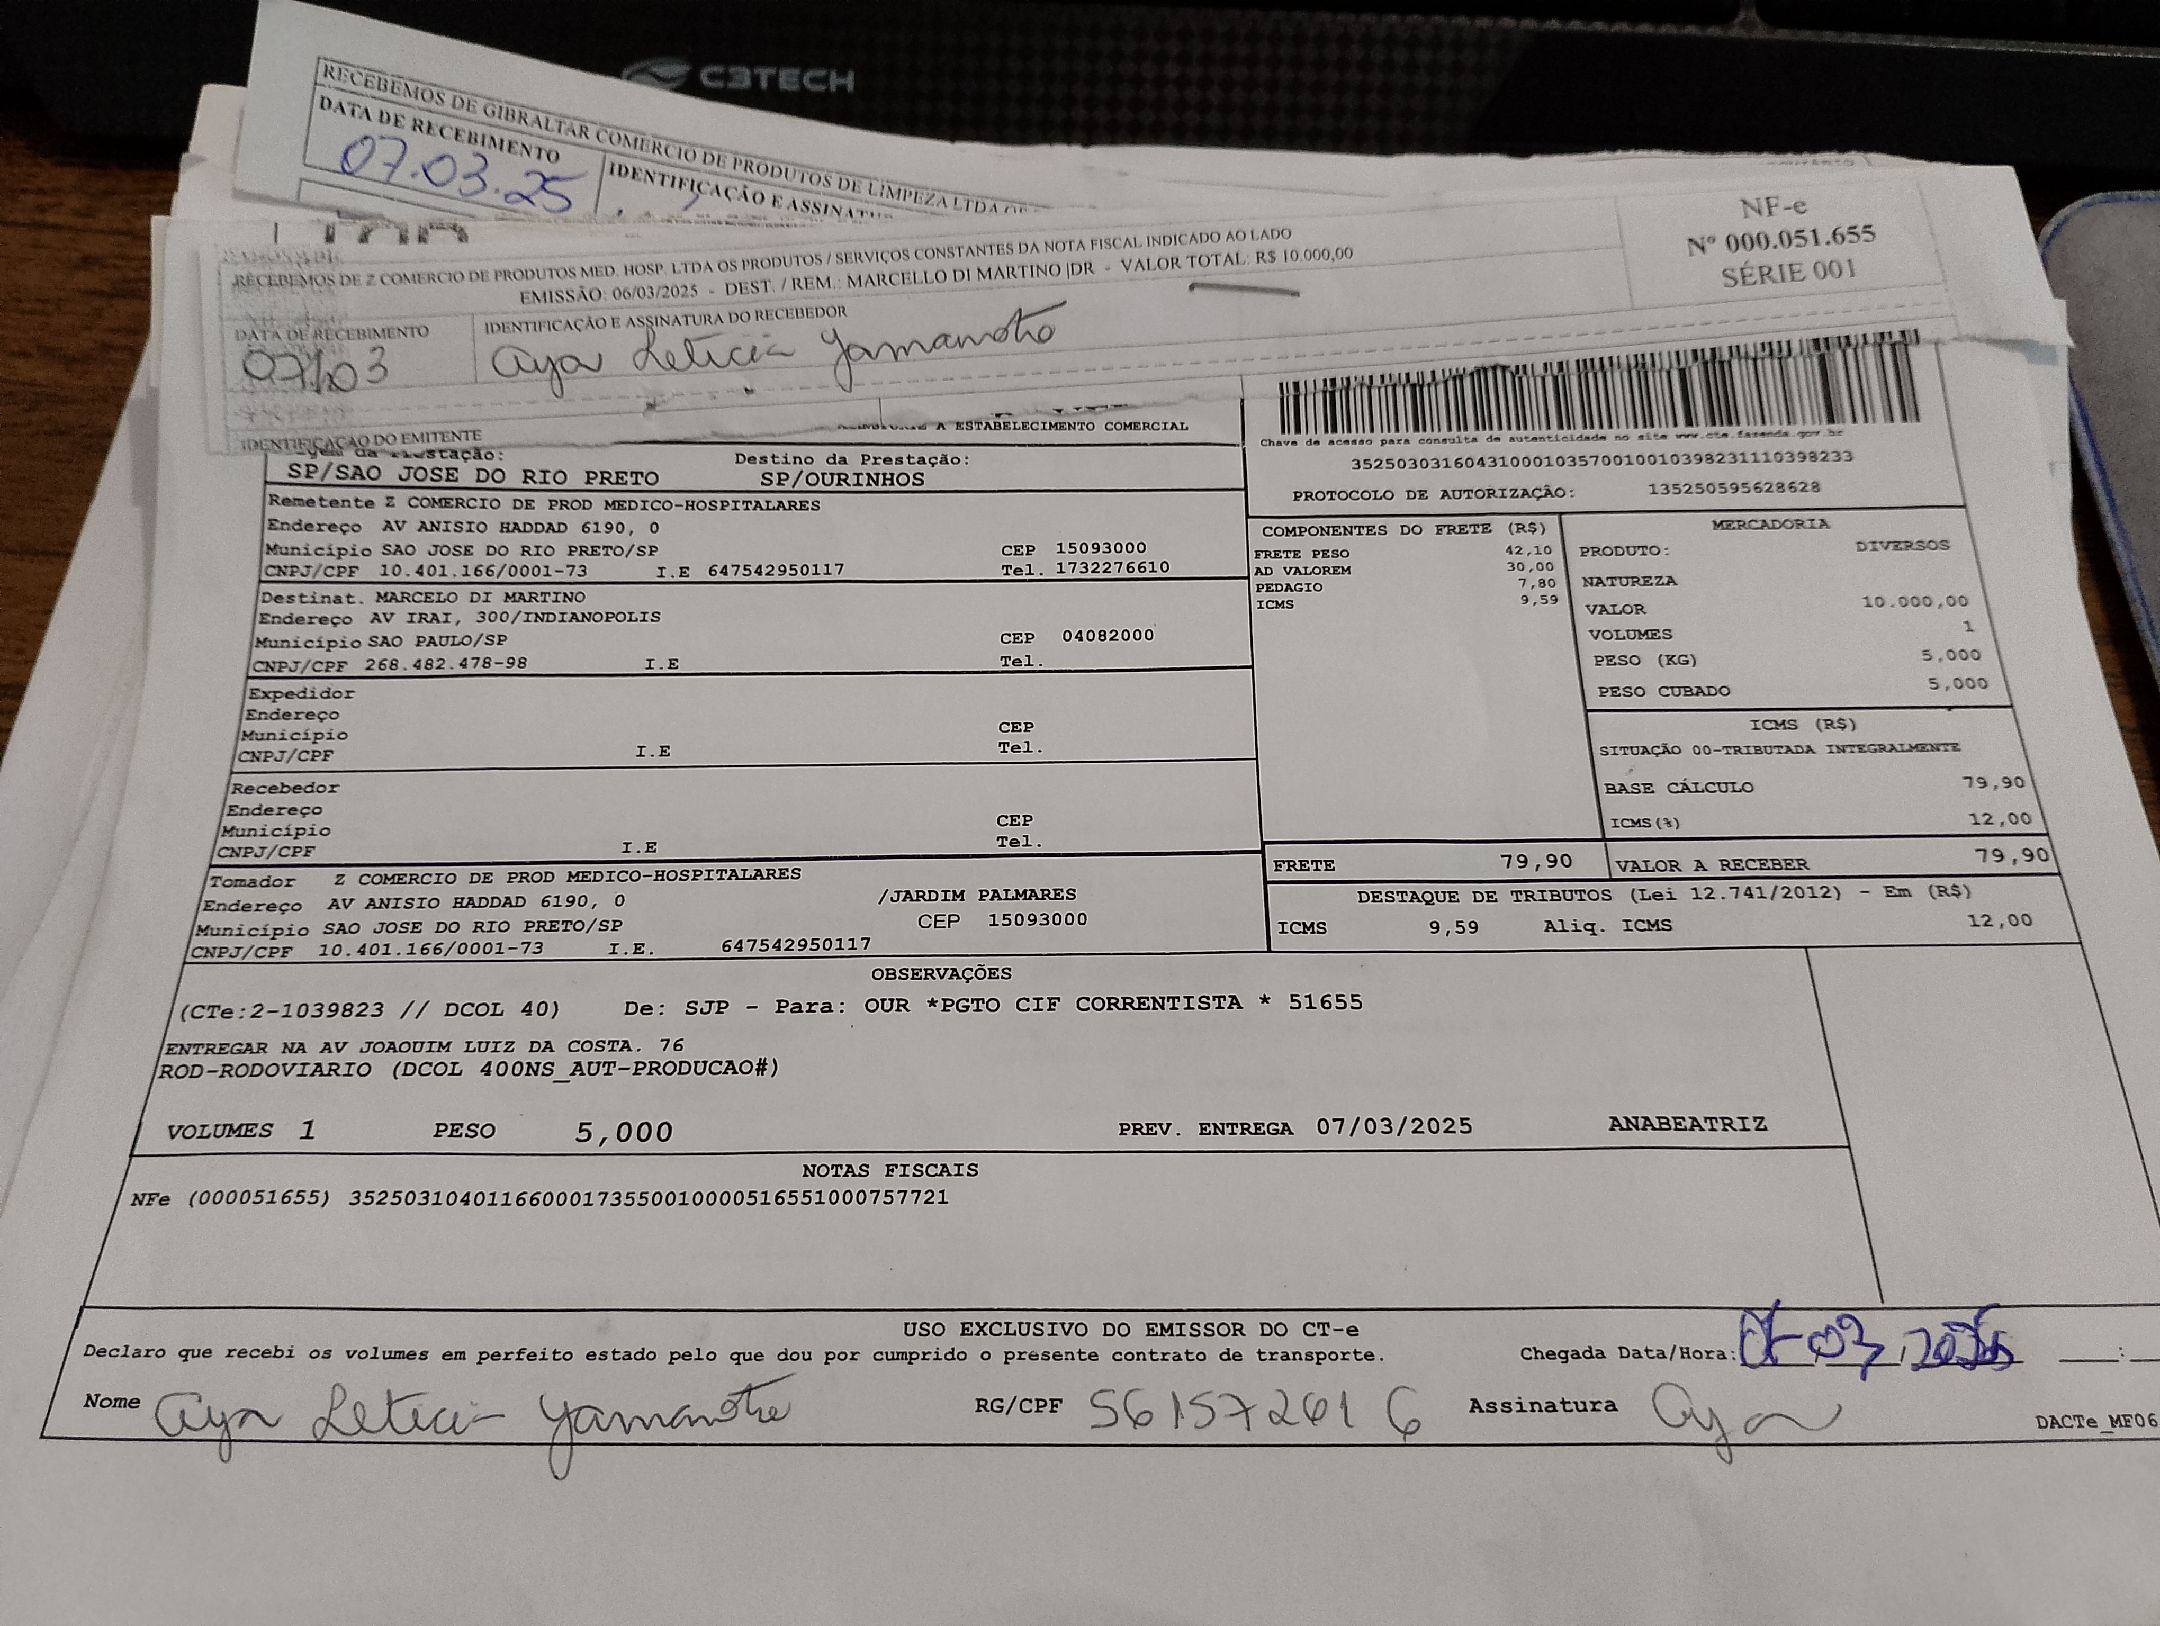 C3TECH
RECEBEMOS DE GIBRALTAR COMERCIO DE PRODUTOS DE LIMPEZA LTDA
DATA DE RECEBIMENTO
07.03.25
IDENTIFICAÇÃO E ASSINATU
RECEBEMOS DE Z COMERCIO DE PRODUTOS MED. HOSP. LTDA OS PRODUTOS / SERVIÇOS CONSTANTES DA NOTA FISCAL INDICADO AO LADO
EMISSÃO: 06/03/2025 - DEST. / REM.: MARCELLO DI MARTINO |DR - VALOR TOTAL: R$ 10.000,00
NF-e
Nº 000.051.655
SÉRIE 001
DATA DE RECEBIMENTO
07/03
IDENTIFICAÇÃO E ASSINATURA DO RECEBEDOR
Aya Leticia Yamamoto
IDENTIFICAÇÃO DO EMITENTE
A ESTABELECIMENTO COMERCIAL
Chave de acesso para consulta de autenticidade no site www.cte.fazenda.gov.br
35250303160431000103570010010398231110398233
PROTOCOLO DE AUTORIZAÇÃO: 135250595628628
da Prestação:
SP/SAO JOSE DO RIO PRETO
Destino da Prestação:
SP/OURINHOS
Remetente Z COMERCIO DE PROD MEDICO-HOSPITALARES
Endereço AV ANISIO HADDAD 6190, 0
Município SAO JOSE DO RIO PRETO/SP CEP 15093000
CNPJ/CPF 10.401.166/0001-73 I.E 647542950117 Tel. 1732276610
Destinat. MARCELO DI MARTINO
Endereço AV IRAI, 300/INDIANOPOLIS
Município SAO PAULO/SP CEP 04082000
CNPJ/CPF 268.482.478-98 I.E Tel.
Expedidor
Endereço
Município CEP
CNPJ/CPF I.E Tel.
Recebedor
Endereço
Município CEP
CNPJ/CPF I.E Tel.
Tomador Z COMERCIO DE PROD MEDICO-HOSPITALARES
Endereço AV ANISIO HADDAD 6190, 0 /JARDIM PALMARES
Município SAO JOSE DO RIO PRETO/SP CEP 15093000
CNPJ/CPF 10.401.166/0001-73 I.E. 647542950117
COMPONENTES DO FRETE (R$)
FRETE PESO 42,10
AD VALOREM 30,00
PEDAGIO 7,80
ICMS 9,59
MERCADORIA
PRODUTO: DIVERSOS
NATUREZA
VALOR 10.000,00
VOLUMES 1
PESO (KG) 5,000
PESO CUBADO 5,000
ICMS (R$)
SITUAÇÃO 00-TRIBUTADA INTEGRALMENTE
BASE CÁLCULO 79,90
ICMS(%) 12,00
FRETE 79,90 VALOR A RECEBER 79,90
DESTAQUE DE TRIBUTOS (Lei 12.741/2012) - Em (R$)
ICMS 9,59 Aliq. ICMS 12,00
OBSERVAÇÕES
(CTe:2-1039823 // DCOL 40) De: SJP - Para: OUR *PGTO CIF CORRENTISTA * 51655
ENTREGAR NA AV JOAQUIM LUIZ DA COSTA. 76
ROD-RODOVIARIO (DCOL 400NS_AUT-PRODUCAO#)
VOLUMES 1 PESO 5,000 PREV. ENTREGA 07/03/2025 ANABEATRIZ
NOTAS FISCAIS
NFe (000051655) 35250310401166000173550010000516551000757721
USO EXCLUSIVO DO EMISSOR DO CT-e
Declaro que recebi os volumes em perfeito estado pelo que dou por cumprido o presente contrato de transporte. Chegada Data/Hora:
Nome Aya Leticia Yamamoto RG/CPF 561572616 Assinatura Aya
DACTe_MF06